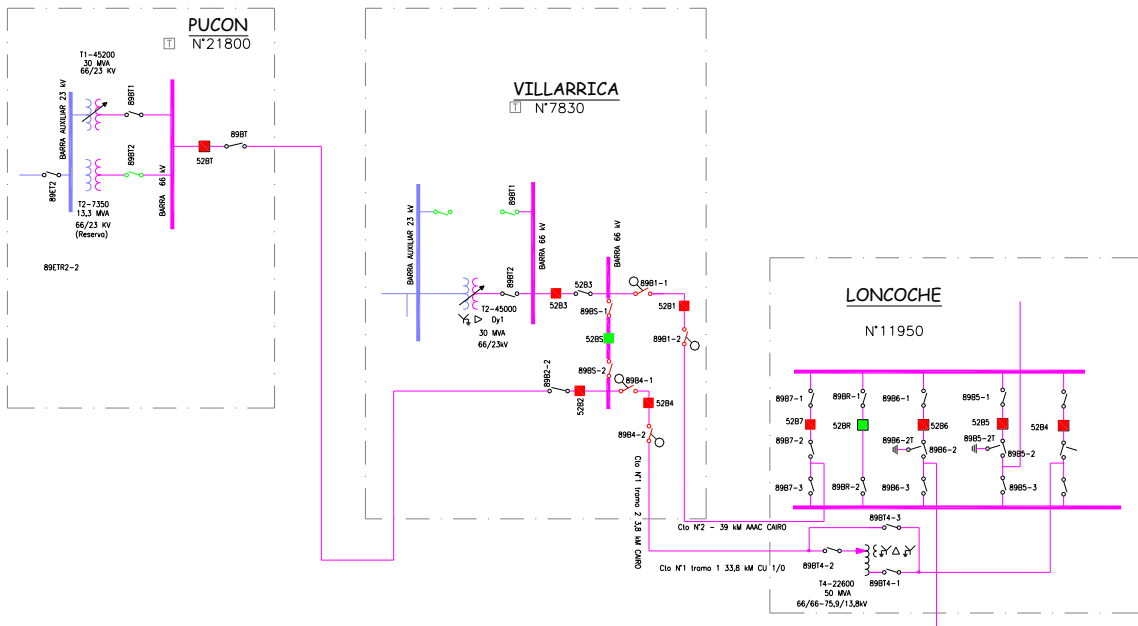 PUCON
T N°21800
T1-45200
30 MVA
66/23 KV
BARRA AUXILIAR 23 kV
89BT1
89BT2
89ET2
T2-7350
13,3 MVA
66/23 KV
(Reserva)
BARRA 66 kV
52BT
89BT
89ETR2-2
VILLARRICA
T N°7830
BARRA AUXILIAR 23 kV
89BT1
89BT2
BARRA 66 kV
T2-45000
Dy1
30 MVA
66/23kV
52B3
52B3
BARRA 66 kV
89BS-1
52BS
89BS-2
89B1-1
52B1
89B1-2
89B2-2
52B2
89B4-1
52B4
89B4-2
Cto N°1 tramo 2 3,8 kM CAIRO
Cto N°2 - 39 kM AAAC CAIRO
Cto N°1 tramo 1 33,8 kM CU 1/0
LONCOCHE
N°11950
89B7-1
89BR-1
89B6-1
89B5-1
52B7
52BR
52B6
52B5
52B4
89B7-2
89B6-2T
89B6-2
89B5-2T
89B5-2
89B7-3
89BR-2
89B6-3
89B5-3
89BT4-3
89BT4-2
89BT4-1
T4-22600
50 MVA
66/66-75,9/13,8kV